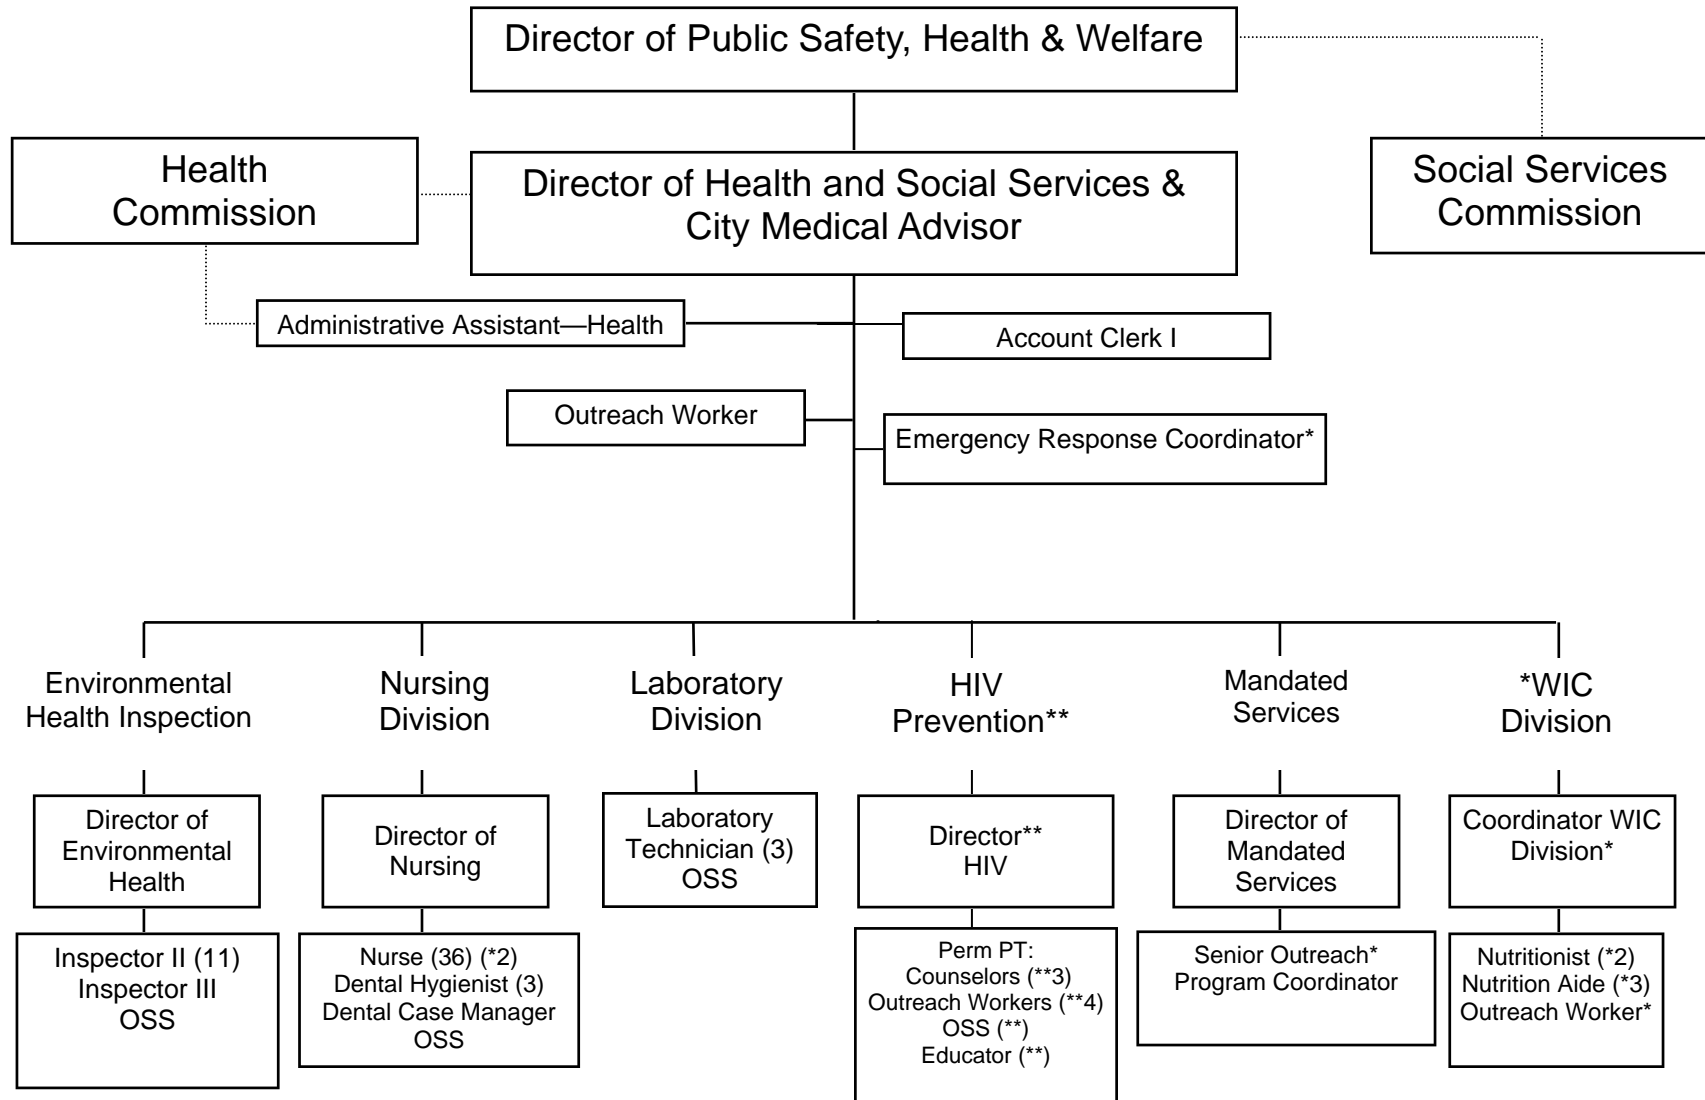 Director of Public Safety, Health & Welfare
Health
Commission
Director of Health and Social Services &
City Medical Advisor
Social Services
Commission
Administrative Assistant—Health
Account Clerk I
Outreach Worker
Emergency Response Coordinator*
Environmental
Health Inspection
Nursing
Division
Laboratory
Division
HIV
Prevention**
Mandated
Services
*WIC
Division
Director of
Environmental
Health
Director of
Nursing
Laboratory
Technician (3)
OSS
Director**
HIV
Director of
Mandated
Services
Coordinator WIC
Division*
Inspector II (11)
Inspector III
OSS
Nurse (36) (*2)
Dental Hygienist (3)
Dental Case Manager
OSS
Perm PT:
Counselors (**3)
Outreach Workers (**4)
OSS (**)
Educator (**)
Senior Outreach*
Program Coordinator
Nutritionist (*2)
Nutrition Aide (*3)
Outreach Worker*